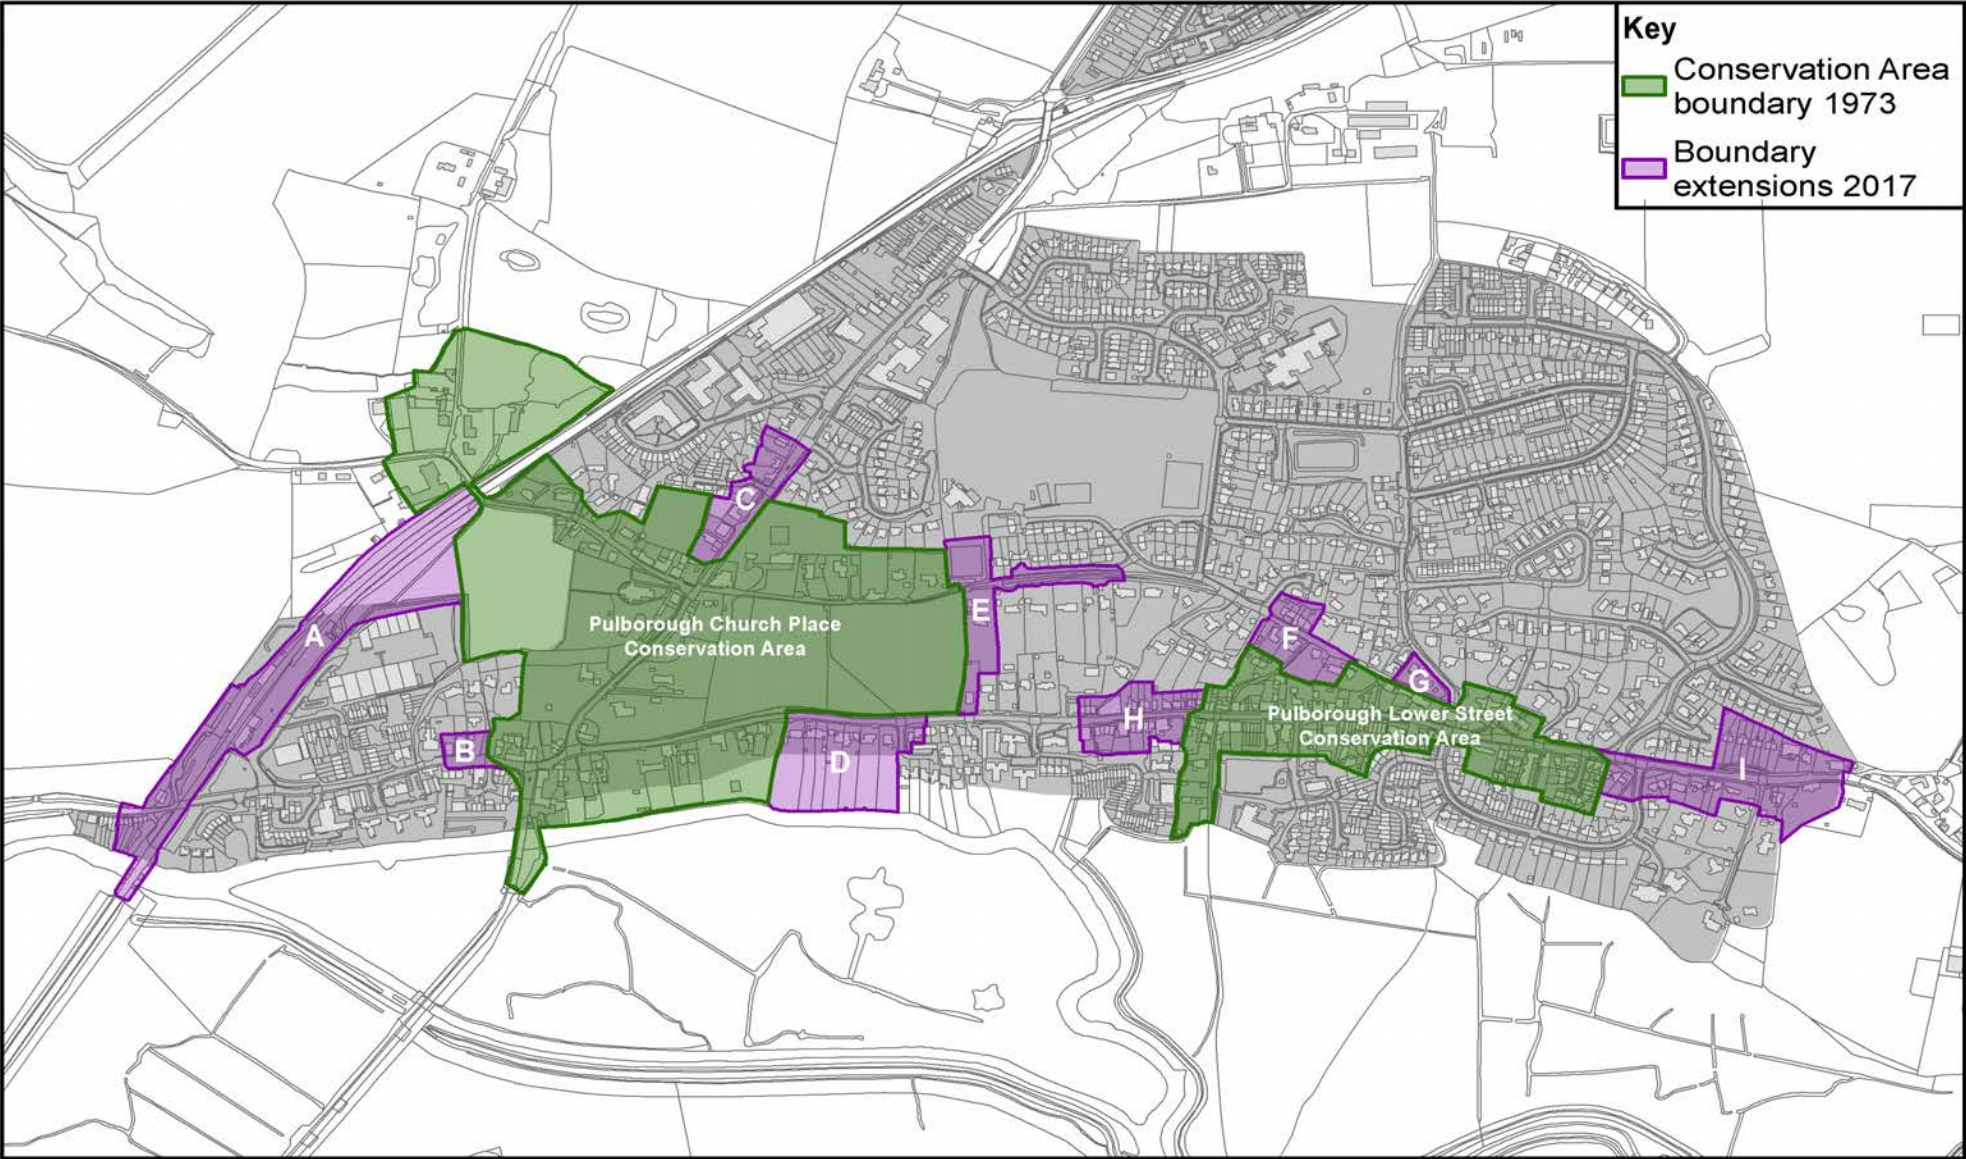 Key
Conservation Area
boundary 1973
Boundary
extensions 2017
C
A
E
Pulborough Church Place
Conservation Area
F
G
H
Pulborough Lower Street
Conservation Area
B
D
I